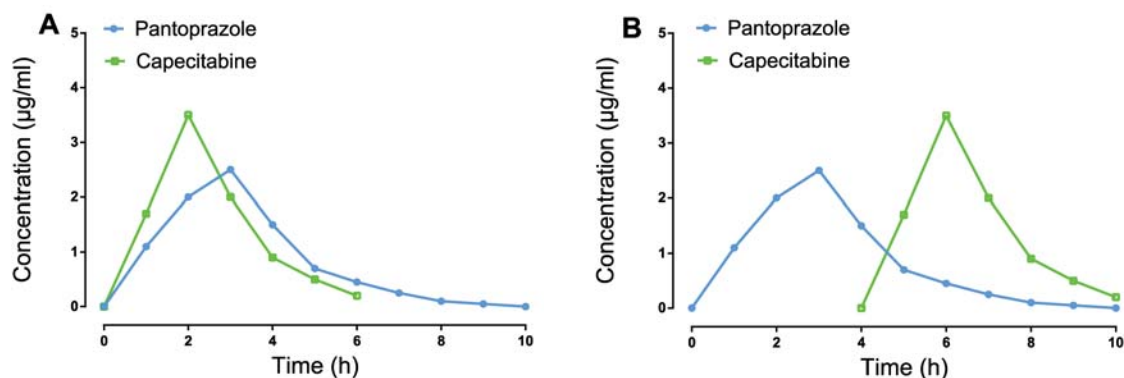 A
Pantoprazole
Capecitabine
Concentration (µg/ml)
5
4
3
2
1
0
0 2 4 6 8 10
Time (h)
B
Pantoprazole
Capecitabine
Concentration (µg/ml)
5
4
3
2
1
0
0 2 4 6 8 10
Time (h)